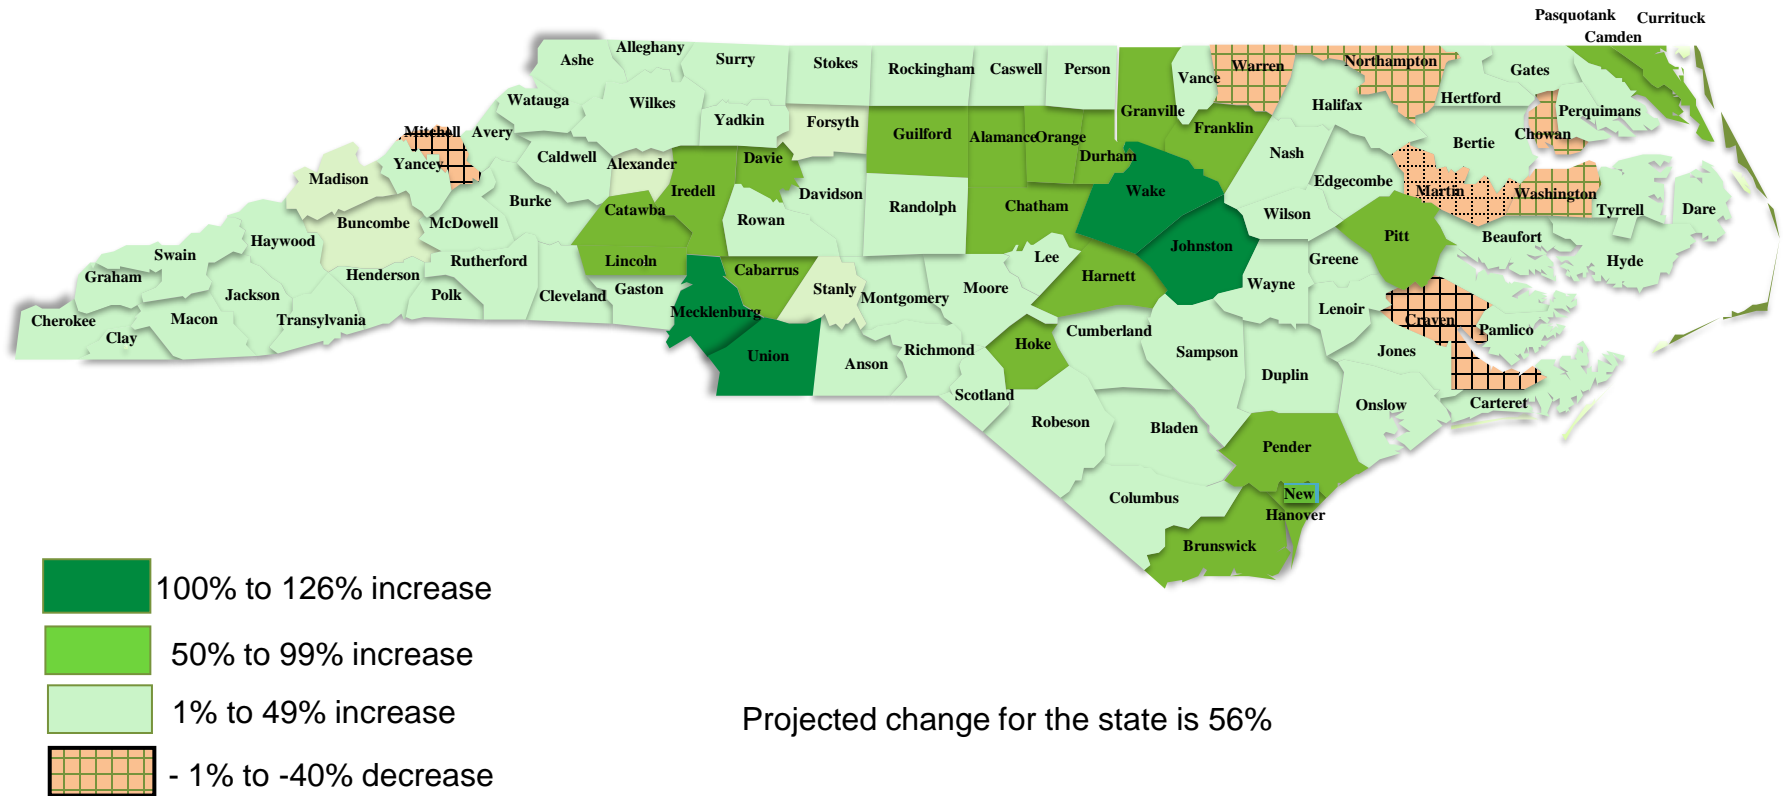 Pasquotank Currituck
Camden
Alleghany
Ashe Surry Stokes Rockingham Caswell Person Vance Warren Northampton Gates
Watauga Wilkes Yadkin Forsyth Granville Halifax Hertford Perquimans
Mitchell Avery Guilford Alamance Orange Franklin Bertie Chowan
Yancey Caldwell Alexander Davie Durham Nash
Madison Iredell Davidson Wake Edgecombe Martin Washington
Burke Catawba Randolph Chatham Wilson Tyrrell Dare
Buncombe McDowell Rowan Pitt Beaufort
Swain Haywood Rutherford Lincoln Cabarrus Lee Johnston Greene Hyde
Graham Henderson Harnett
Jackson Polk Cleveland Gaston Stanly Montgomery Moore Wayne
Cherokee Macon Transylvania Mecklenburg Lenoir Craven Pamlico
Clay Union Anson Richmond Hoke Cumberland Sampson Jones
Scotland Duplin Onslow Carteret
Robeson Bladen
Pender
Columbus New
Hanover
Brunswick
100% to 126% increase
50% to 99% increase
1% to 49% increase
Projected change for the state is 56%
- 1% to -40% decrease